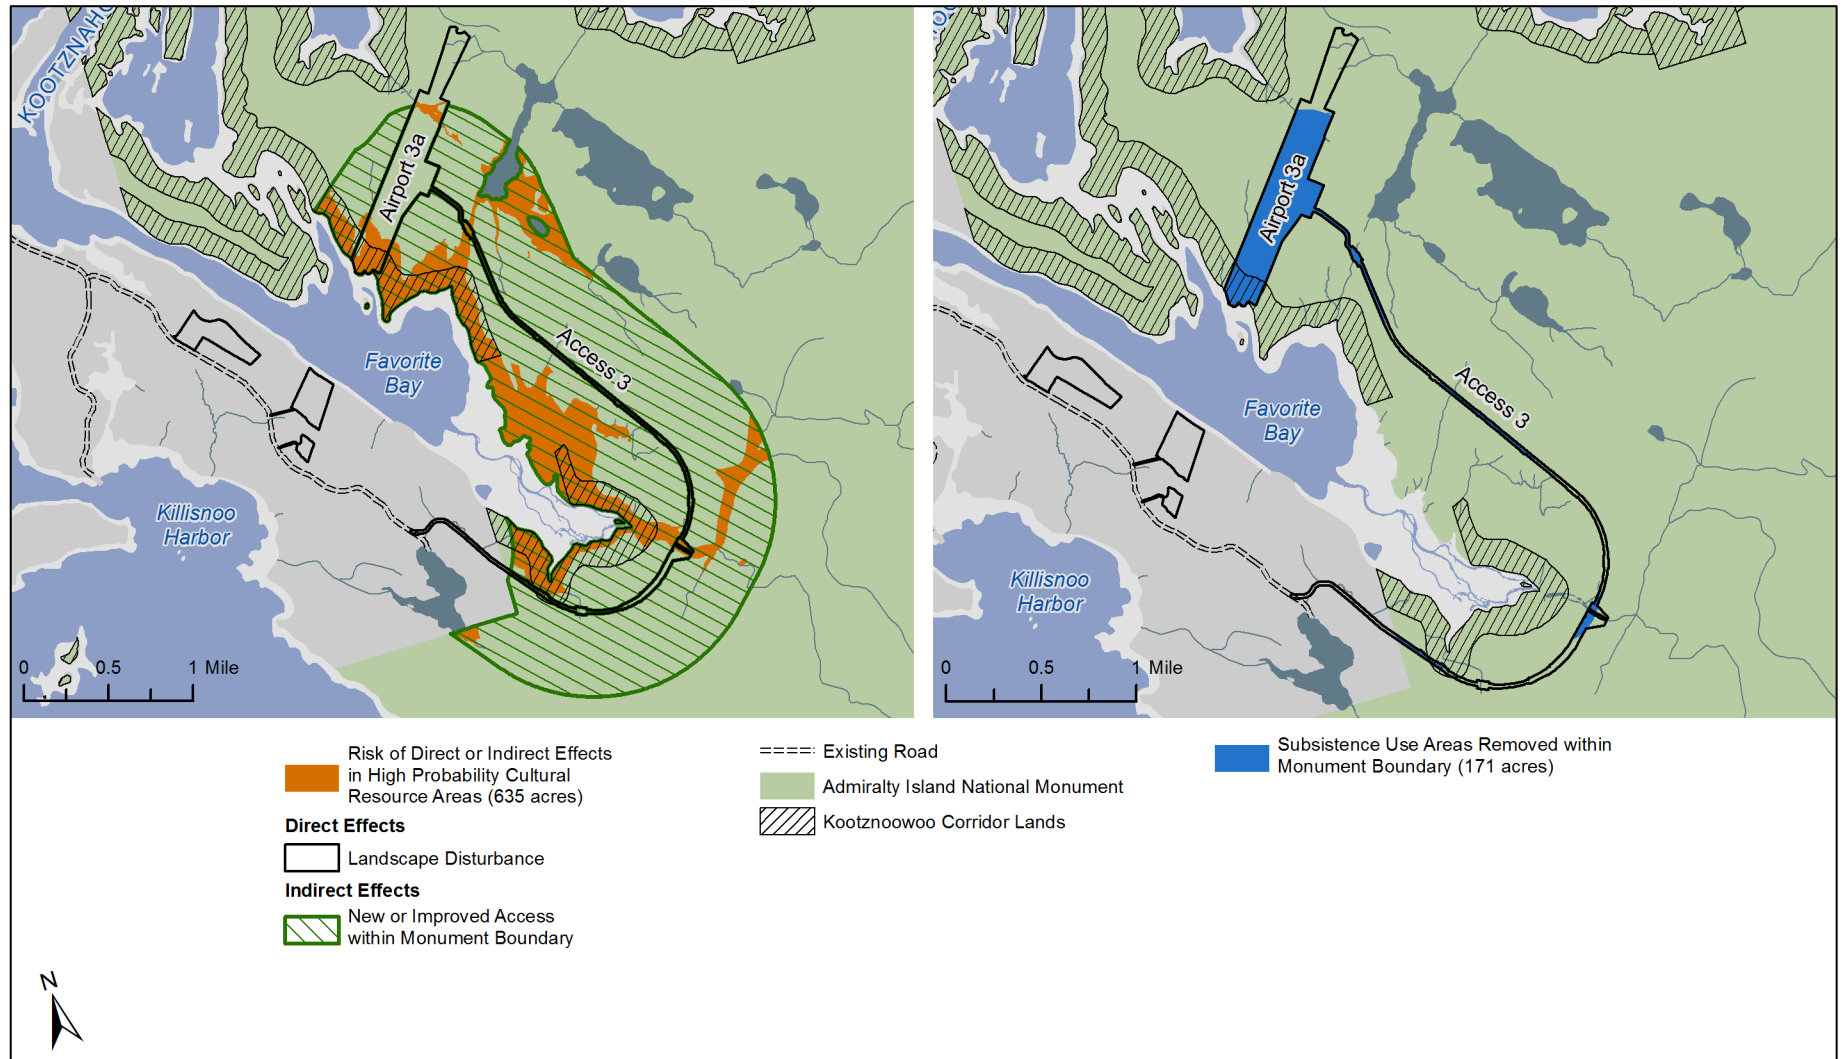 KOOTZNAHO
Airport 3a
Access 3
Favorite
Bay
Killisnoo
Harbor
0 0.5 1 Mile
Airport 3a
Access 3
Favorite
Bay
Killisnoo
Harbor
0 0.5 1 Mile
Risk of Direct or Indirect Effects
in High Probability Cultural
Resource Areas (635 acres)
Direct Effects
Landscape Disturbance
Indirect Effects
New or Improved Access
within Monument Boundary
Existing Road
Admiralty Island National Monument
Kootznoowoo Corridor Lands
Subsistence Use Areas Removed within
Monument Boundary (171 acres)
N